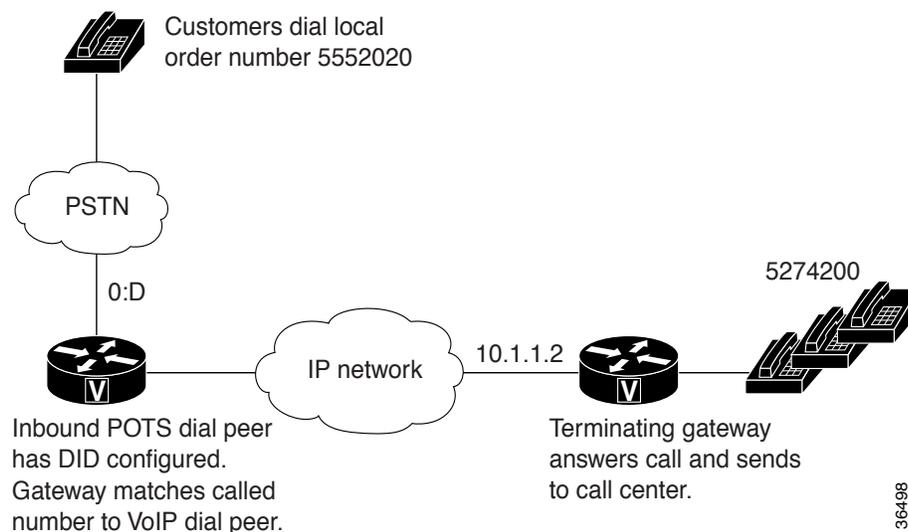 Customers dial local
order number 5552020
PSTN
0:D
5274200
IP network
10.1.1.2
V
V
Inbound POTS dial peer
has DID configured.
Gateway matches called
number to VoIP dial peer.
Terminating gateway
answers call and sends
to call center.
36498